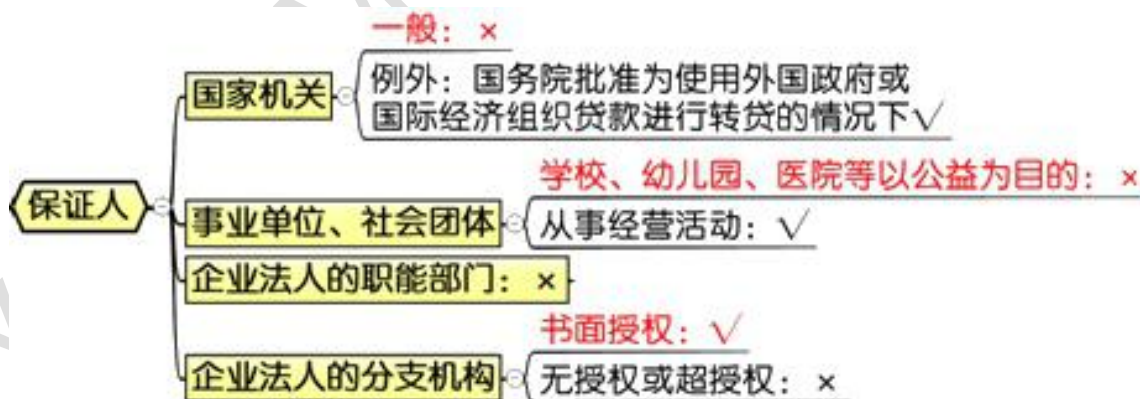 保证人
国家机关
一般：×
例外：国务院批准为使用外国政府或
国际经济组织贷款进行转贷的情况下√
事业单位、社会团体
学校、幼儿园、医院等以公益为目的：×
从事经营活动：√
企业法人的职能部门：×
企业法人的分支机构
书面授权：√
无授权或超授权：×